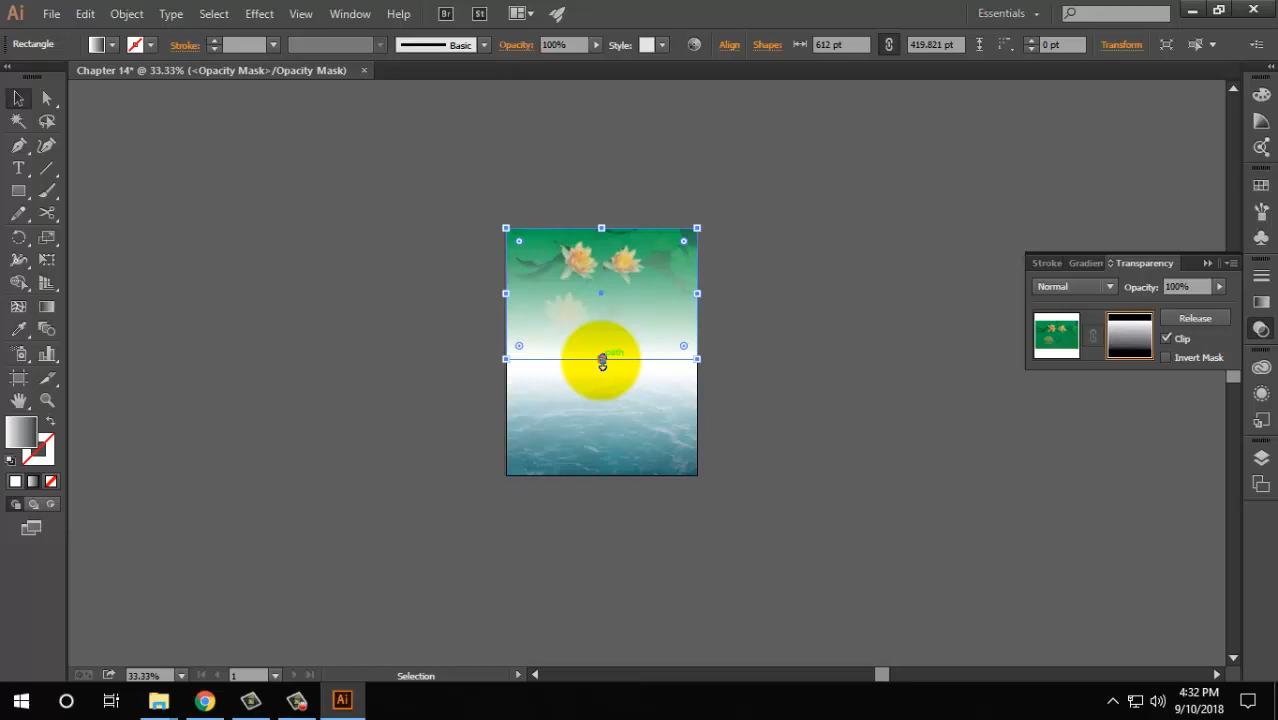 Ai File Edit Object Type Select Effect View Window Help Br St Essentials
Rectangle Stroke: Basic Opacity: 100% Style: Align Shape: 612 pt 419.821 pt 0 pt Transform
Chapter 14* @ 33.33% (<Opacity Mask>/Opacity Mask) ×
Stroke Gradien Transparency
Normal Opacity: 100%
Release
Clip
Invert Mask
path
33.33% 1 Selection
Ai
4:32 PM
9/10/2018